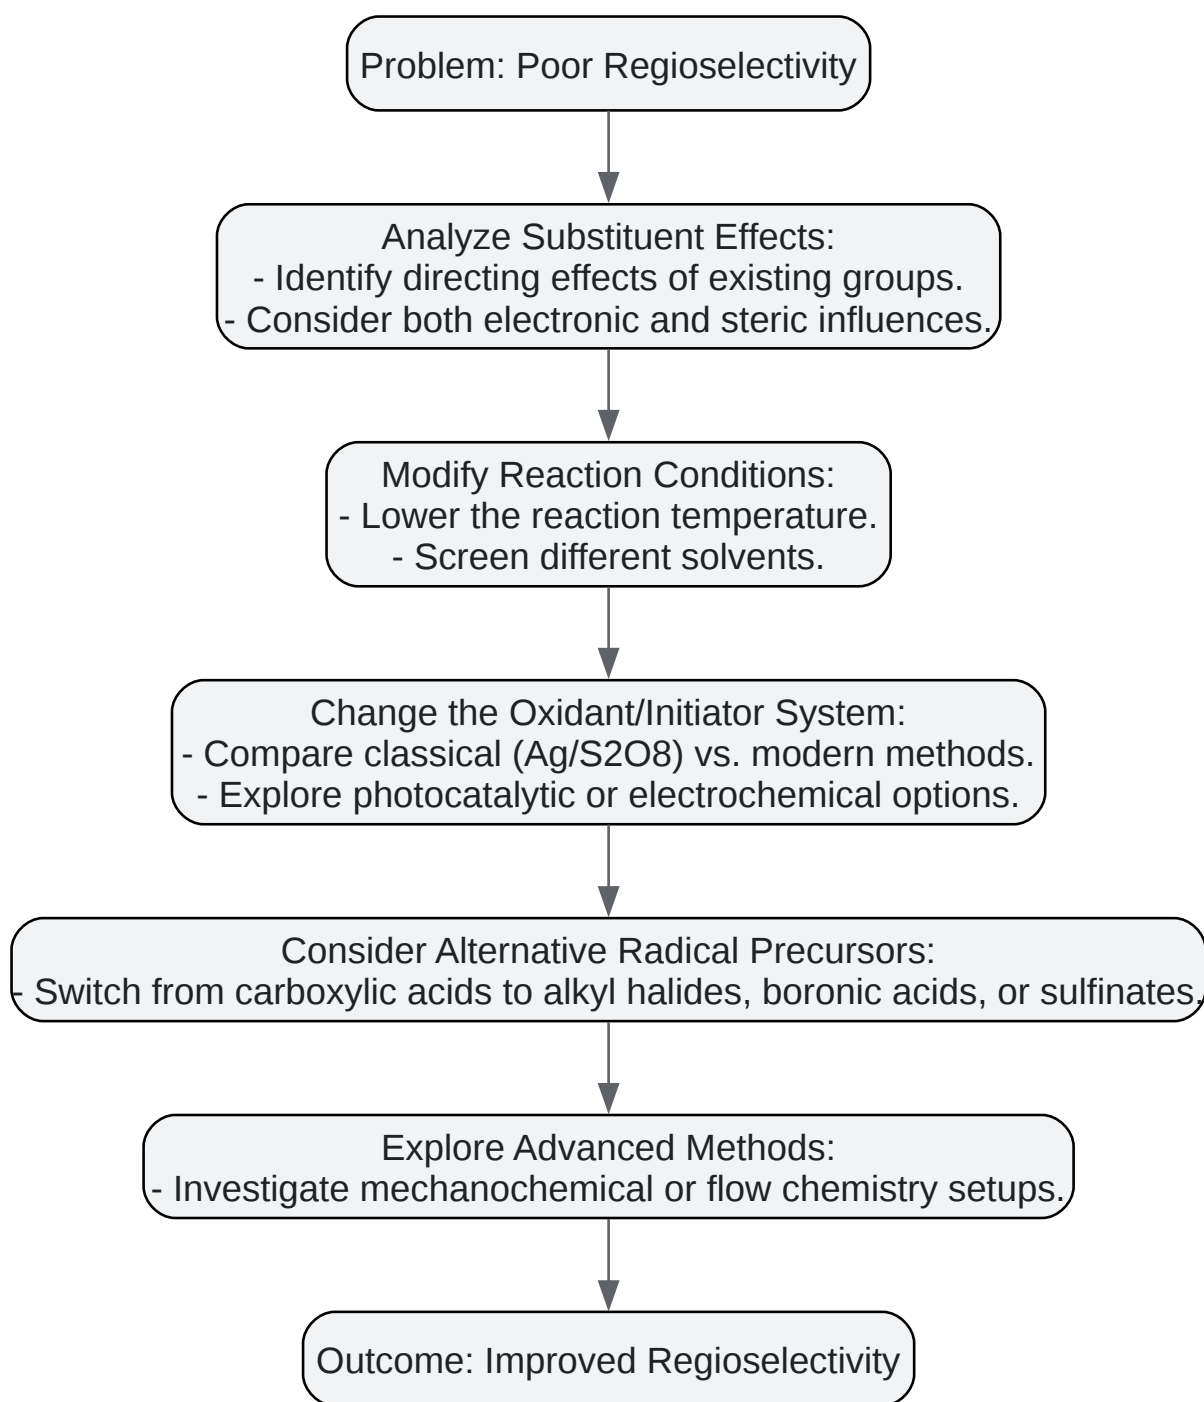 Problem: Poor Regioselectivity
Analyze Substituent Effects:
- Identify directing effects of existing groups.
- Consider both electronic and steric influences.
Modify Reaction Conditions:
- Lower the reaction temperature.
- Screen different solvents.
Change the Oxidant/Initiator System:
- Compare classical (Ag/S2O8) vs. modern methods.
- Explore photocatalytic or electrochemical options.
Consider Alternative Radical Precursors:
- Switch from carboxylic acids to alkyl halides, boronic acids, or sulfinates.
Explore Advanced Methods:
- Investigate mechanochemical or flow chemistry setups.
Outcome: Improved Regioselectivity